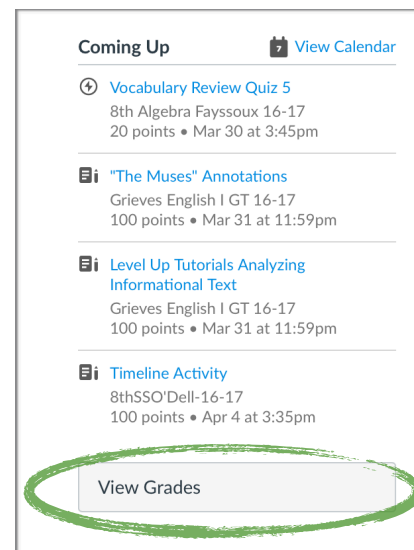 Coming Up
7 View Calendar
Vocabulary Review Quiz 5
8th Algebra Fayssoux 16-17
20 points • Mar 30 at 3:45pm
"The Muses" Annotations
Grieves English I GT 16-17
100 points • Mar 31 at 11:59pm
Level Up Tutorials Analyzing
Informational Text
Grieves English I GT 16-17
100 points • Mar 31 at 11:59pm
Timeline Activity
8thSSO'Dell-16-17
100 points • Apr 4 at 3:35pm
View Grades